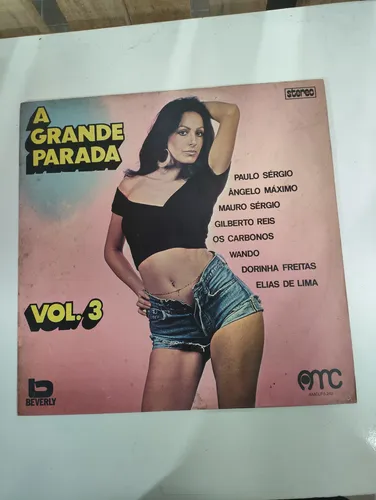 stereo
A
GRANDE
PARADA
PAULO SÉRGIO
ÂNGELO MÁXIMO
MAURO SÉRGIO
GILBERTO REIS
OS CARBONOS
WANDO
DORINHA FREITAS
ELIAS DE LIMA
VOL. 3
BEVERLY
AMC